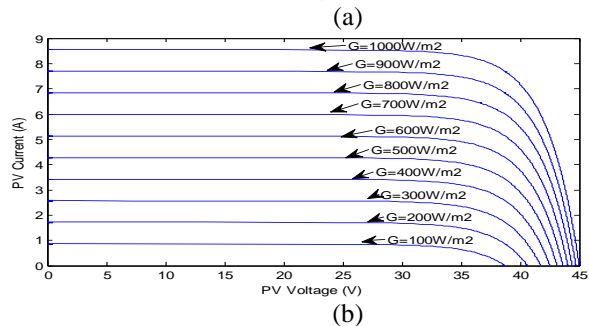 (a)
9
8
7
6
5
4
3
2
1
0
PV Current (A)
G=1000W/m2
G=900W/m2
G=800W/m2
G=700W/m2
G=600W/m2
G=500W/m2
G=400W/m2
G=300W/m2
G=200W/m2
G=100W/m2
0 5 10 15 20 25 30 35 40 45
PV Voltage (V)
(b)